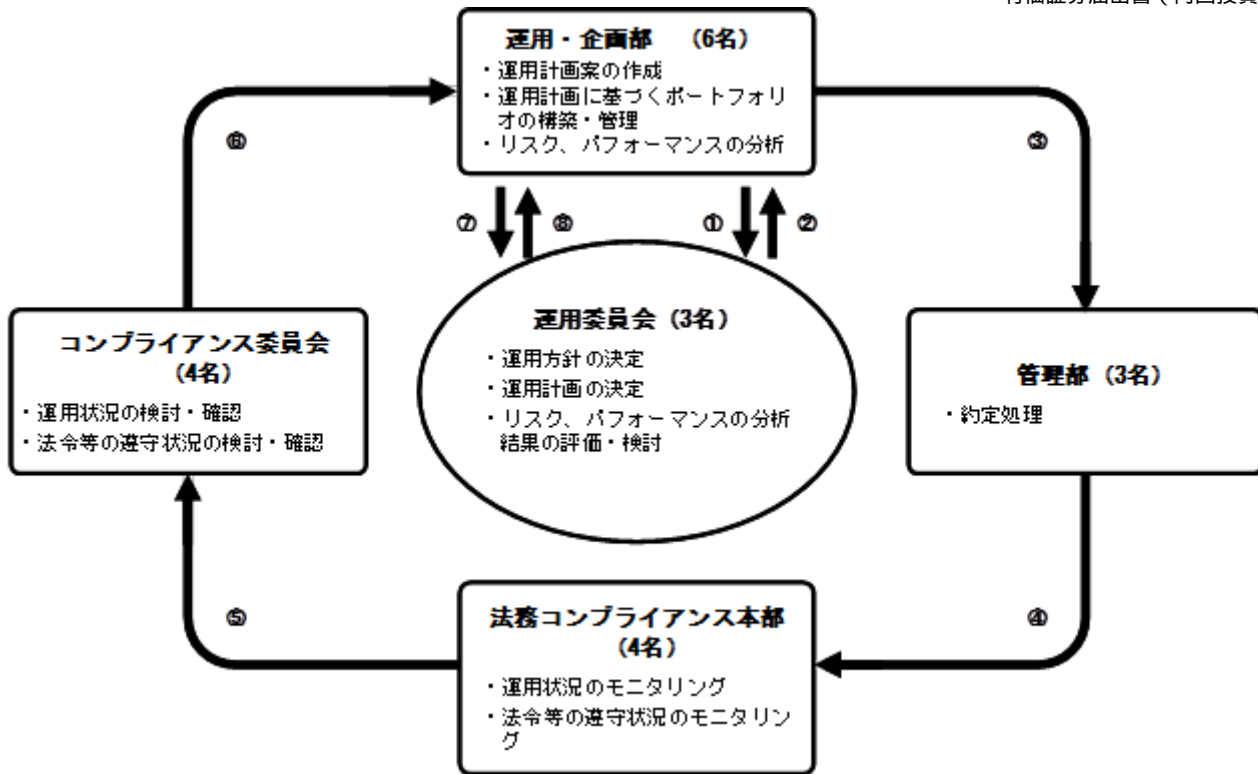 運用・企画部 (6名)
・運用計画案の作成
・運用計画に基づくポートフォリ
オの構築・管理
・リスク、パフォーマンスの分析
⑥
③
⑦
⑧
①
②
運用委員会(3名)
・運用方針の決定
・運用計画の決定
・リスク、パフォーマンスの分析
結果の評価・検討
コンプライアンス委員会
(4名)
・運用状況の検討・確認
・法令等の遵守状況の検討・確認
管理部(3名)
・約定処理
⑤
④
法務コンプライアンス本部
(4名)
・運用状況のモニタリング
・法令等の遵守状況のモニタリン
グ